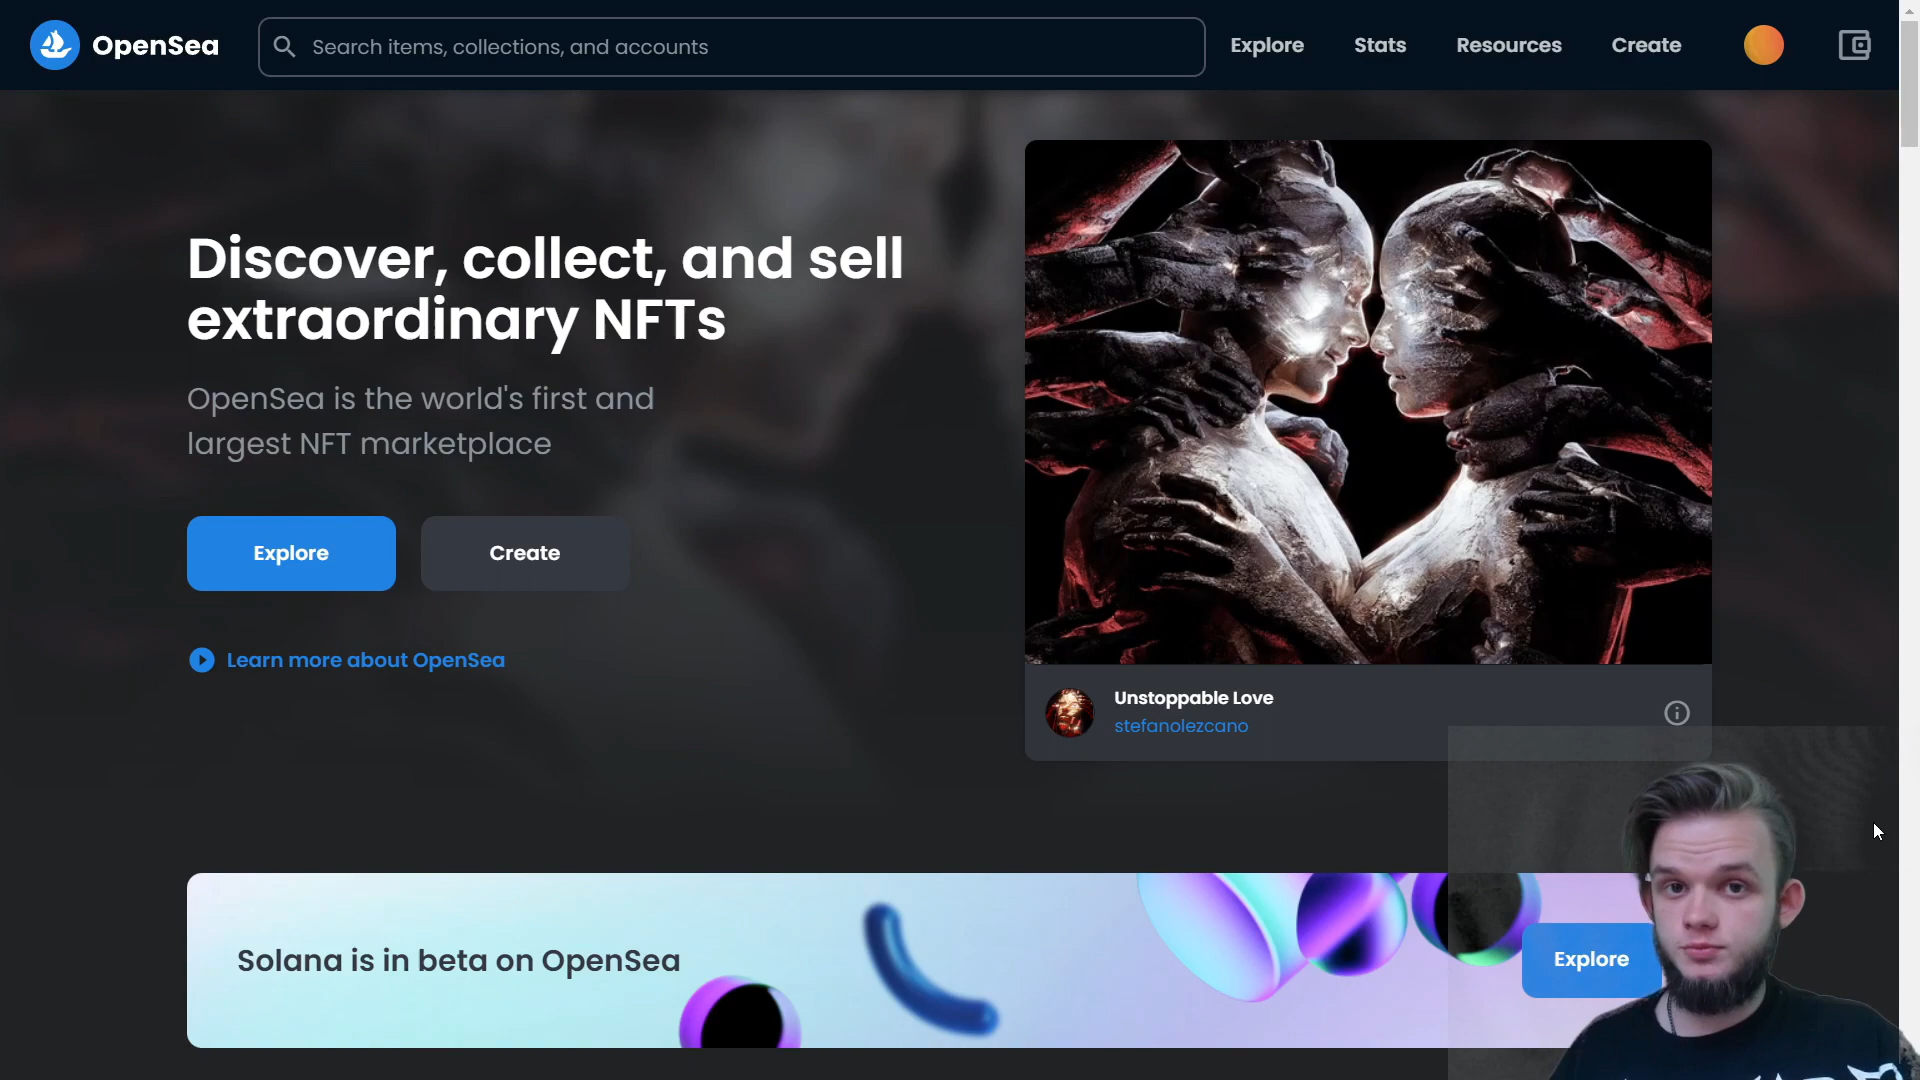 OpenSea
Search items, collections, and accounts
Explore
Stats
Resources
Create
Discover, collect, and sell
extraordinary NFTs
OpenSea is the world's first and
largest NFT marketplace
Explore
Create
Learn more about OpenSea
Unstoppable Love
stefanolezcano
Solana is in beta on OpenSea
Explore